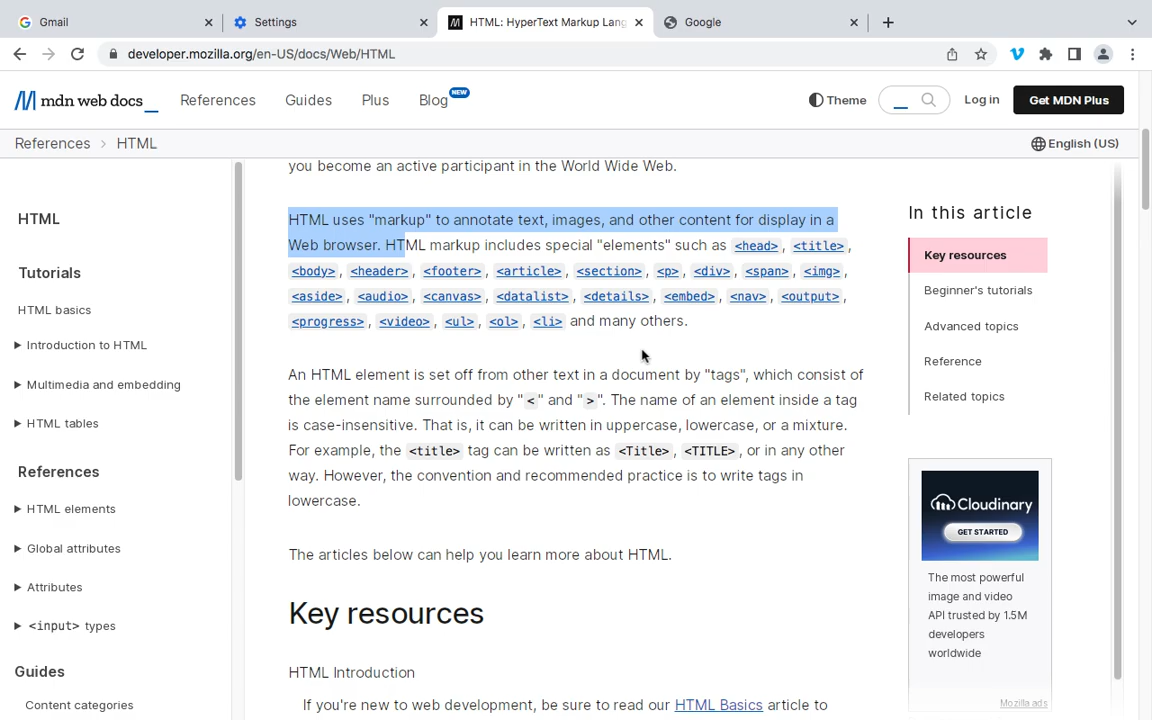 Gmail
Settings
HTML: HyperText Markup Lang
Google
developer.mozilla.org/en-US/docs/Web/HTML
mdn web docs_
References
Guides
Plus
Blog NEW
Theme
Log in
Get MDN Plus
References > HTML
English (US)
HTML
Tutorials
HTML basics
Introduction to HTML
Multimedia and embedding
HTML tables
References
HTML elements
Global attributes
Attributes
<input> types
Guides
Content categories
you become an active participant in the World Wide Web.
HTML uses "markup" to annotate text, images, and other content for display in a
Web browser. HTML markup includes special "elements" such as <head>, <title>,
<body>, <header>, <footer>, <article>, <section>, <p>, <div>, <span>, <img>,
<aside>, <audio>, <canvas>, <datalist>, <details>, <embed>, <nav>, <output>,
<progress>, <video>, <ul>, <ol>, <li> and many others.
An HTML element is set off from other text in a document by "tags", which consist of
the element name surrounded by "<" and ">". The name of an element inside a tag
is case-insensitive. That is, it can be written in uppercase, lowercase, or a mixture.
For example, the <title> tag can be written as <Title>, <TITLE>, or in any other
way. However, the convention and recommended practice is to write tags in
lowercase.
The articles below can help you learn more about HTML.
Key resources
HTML Introduction
If you're new to web development, be sure to read our HTML Basics article to
In this article
Key resources
Beginner's tutorials
Advanced topics
Reference
Related topics
Cloudinary
GET STARTED
The most powerful
image and video
API trusted by 1.5M
developers
worldwide
Mozilla ads